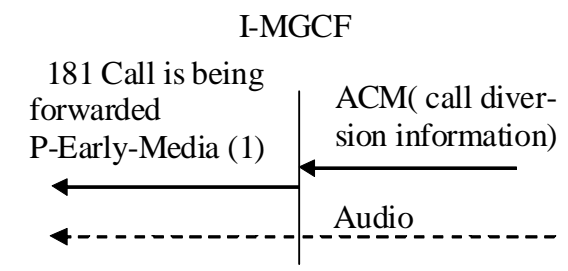 I-MGCF
181 Call is being
forwarded
P-Early-Media (1)
ACM( call diver-
sion information)
Audio